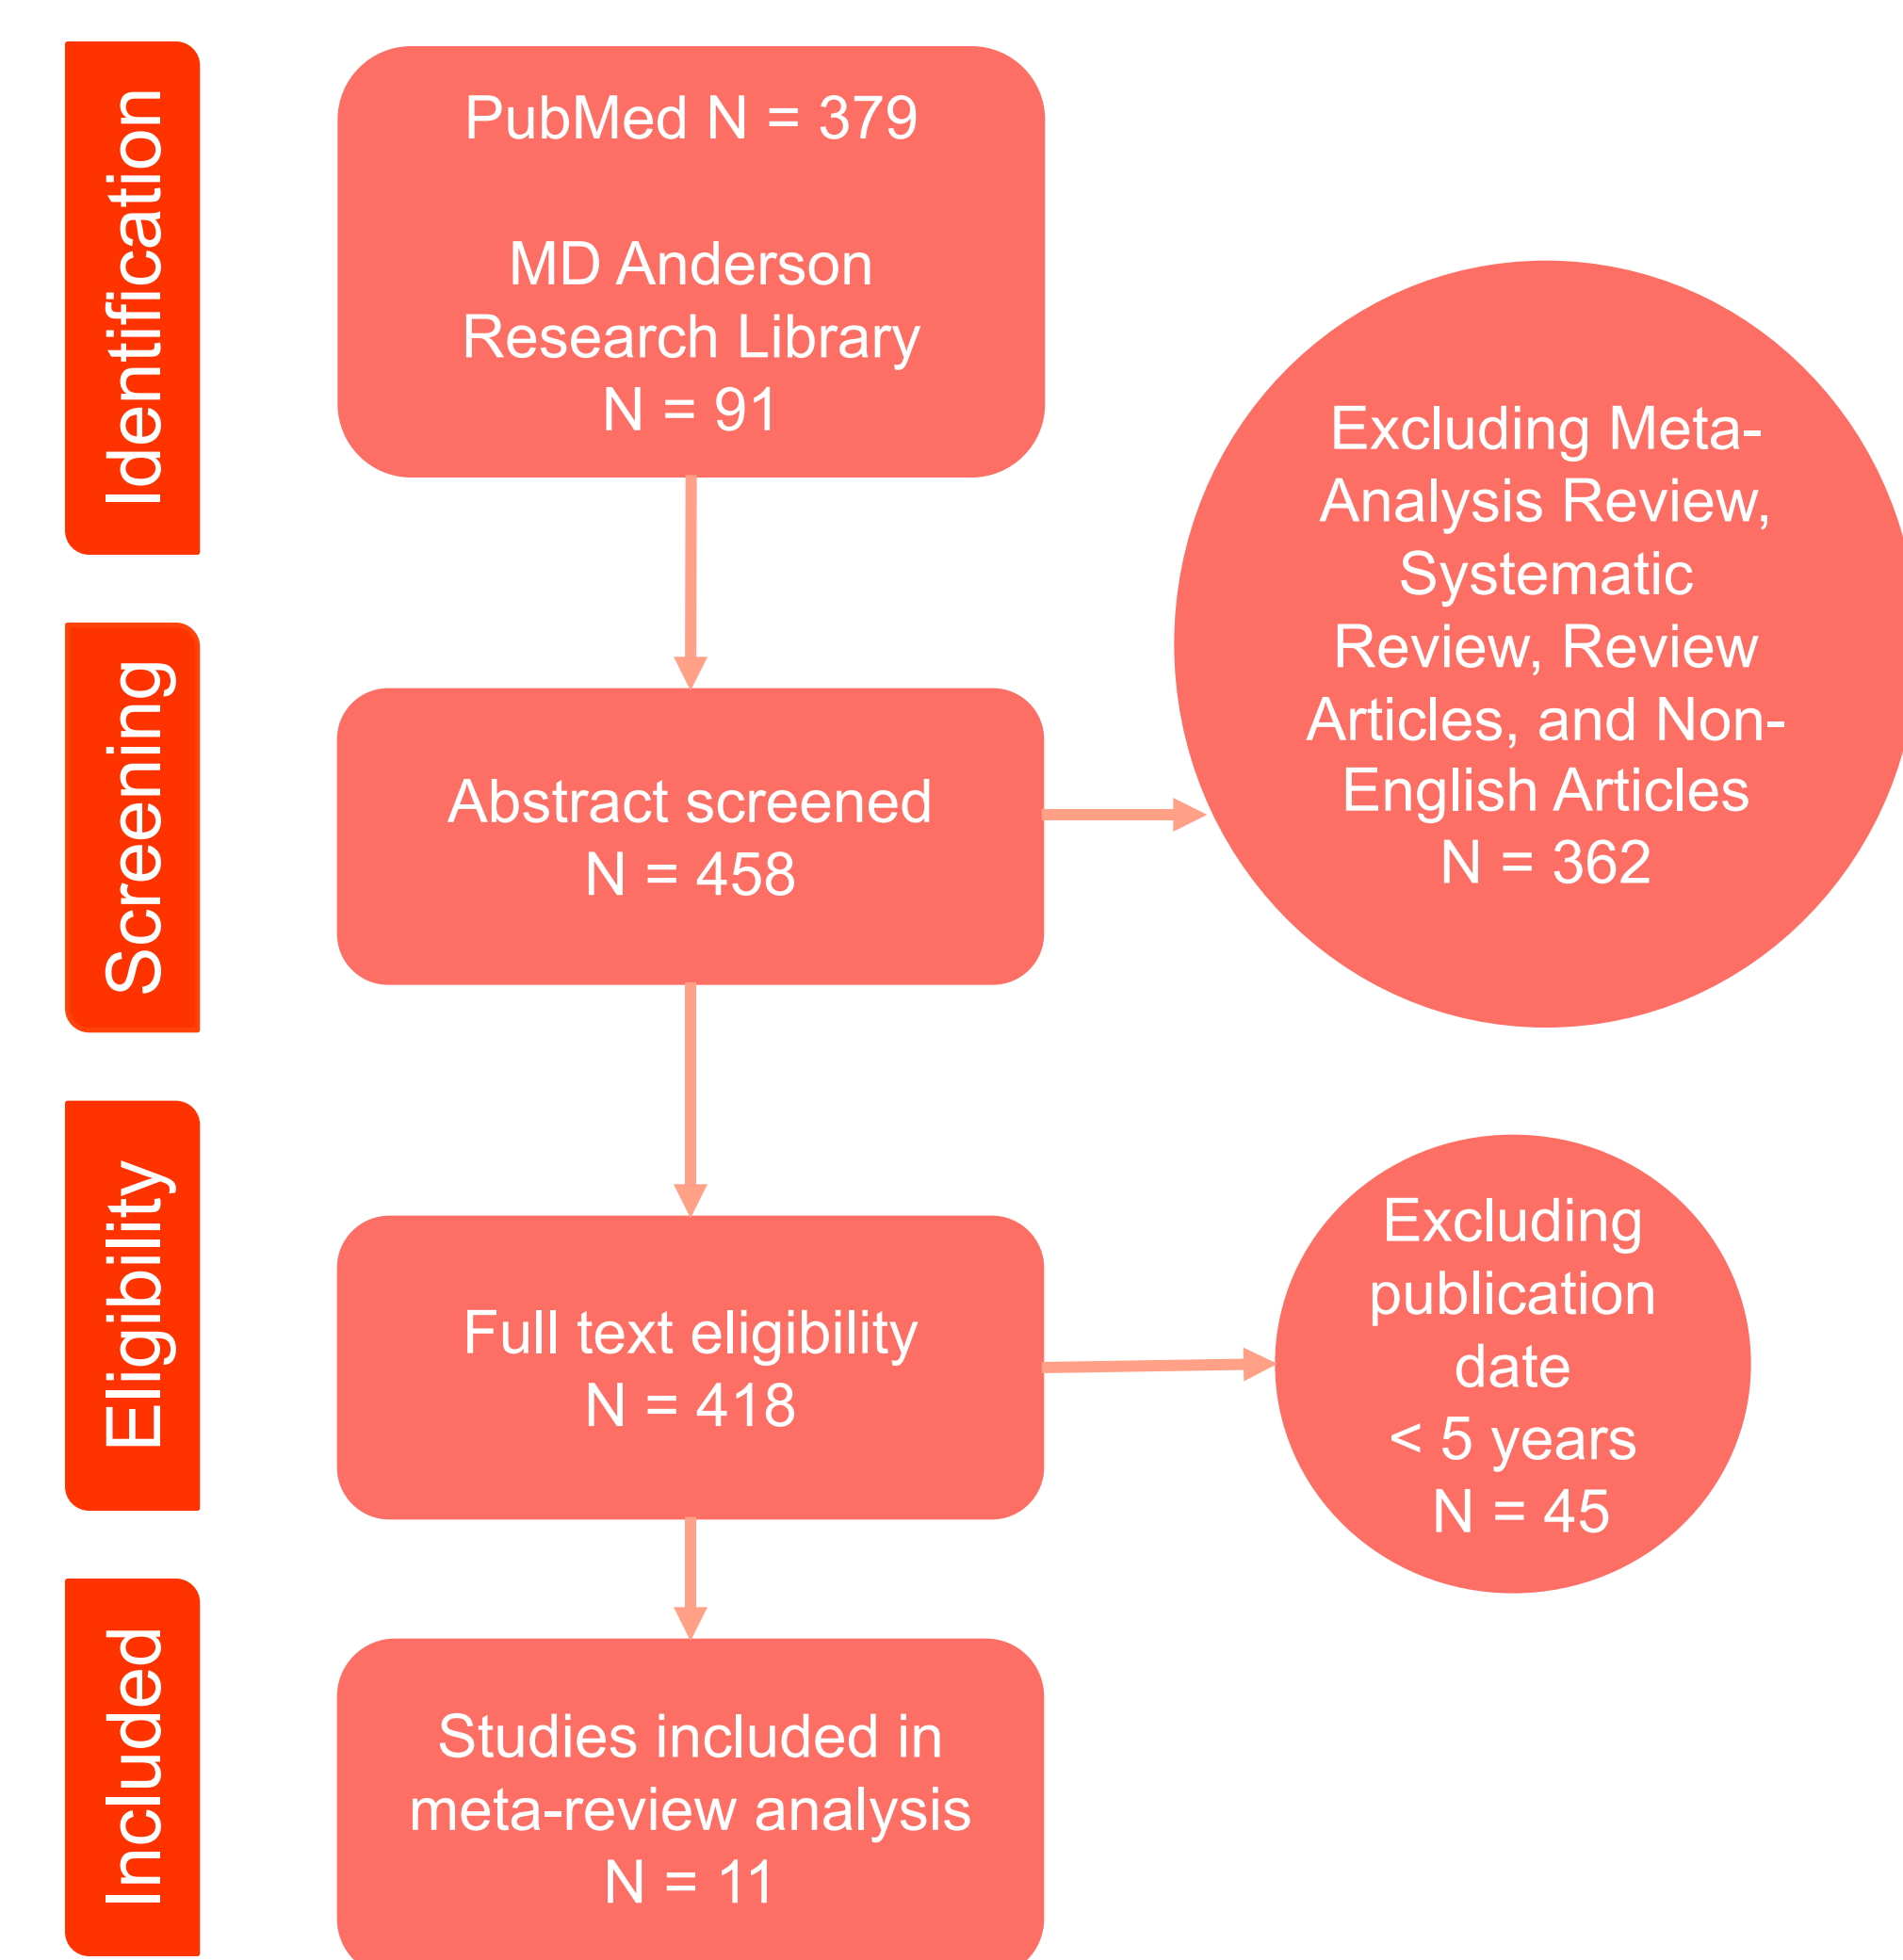 Identification
PubMed N = 379
MD Anderson
Research Library
N = 91
Screening
Abstract screened
N = 458
Excluding Meta-
Analysis Review,
Systematic
Review, Review
Articles, and Non-
English Articles
N = 362
Eligibility
Full text eligibility
N = 418
Excluding
publication
date
< 5 years
N = 45
Included
Studies included in
meta-review analysis
N = 11